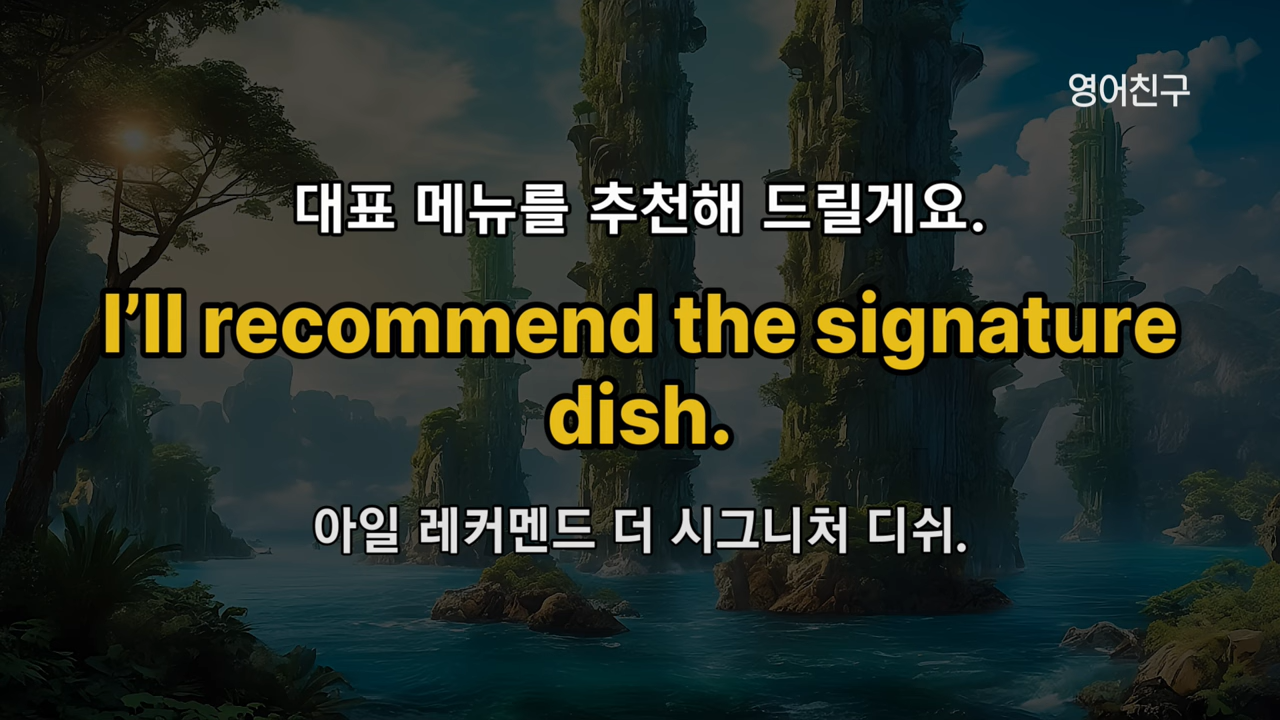 영어친구
대표 메뉴를 추천해 드릴게요.
I’ll recommend the signature
dish.
아일 레커멘드 더 시그니처 디쉬.